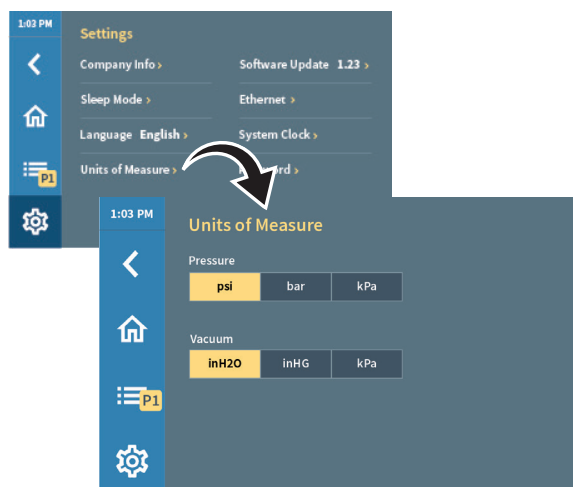 1:03 PM
Settings
Company Info >
Software Update 1.23 >
Sleep Mode >
Ethernet >
Language English >
System Clock >
Units of Measure >
P1
1:03 PM
Units of Measure
Pressure
psi bar kPa
Vacuum
inH2O inHG kPa
P1